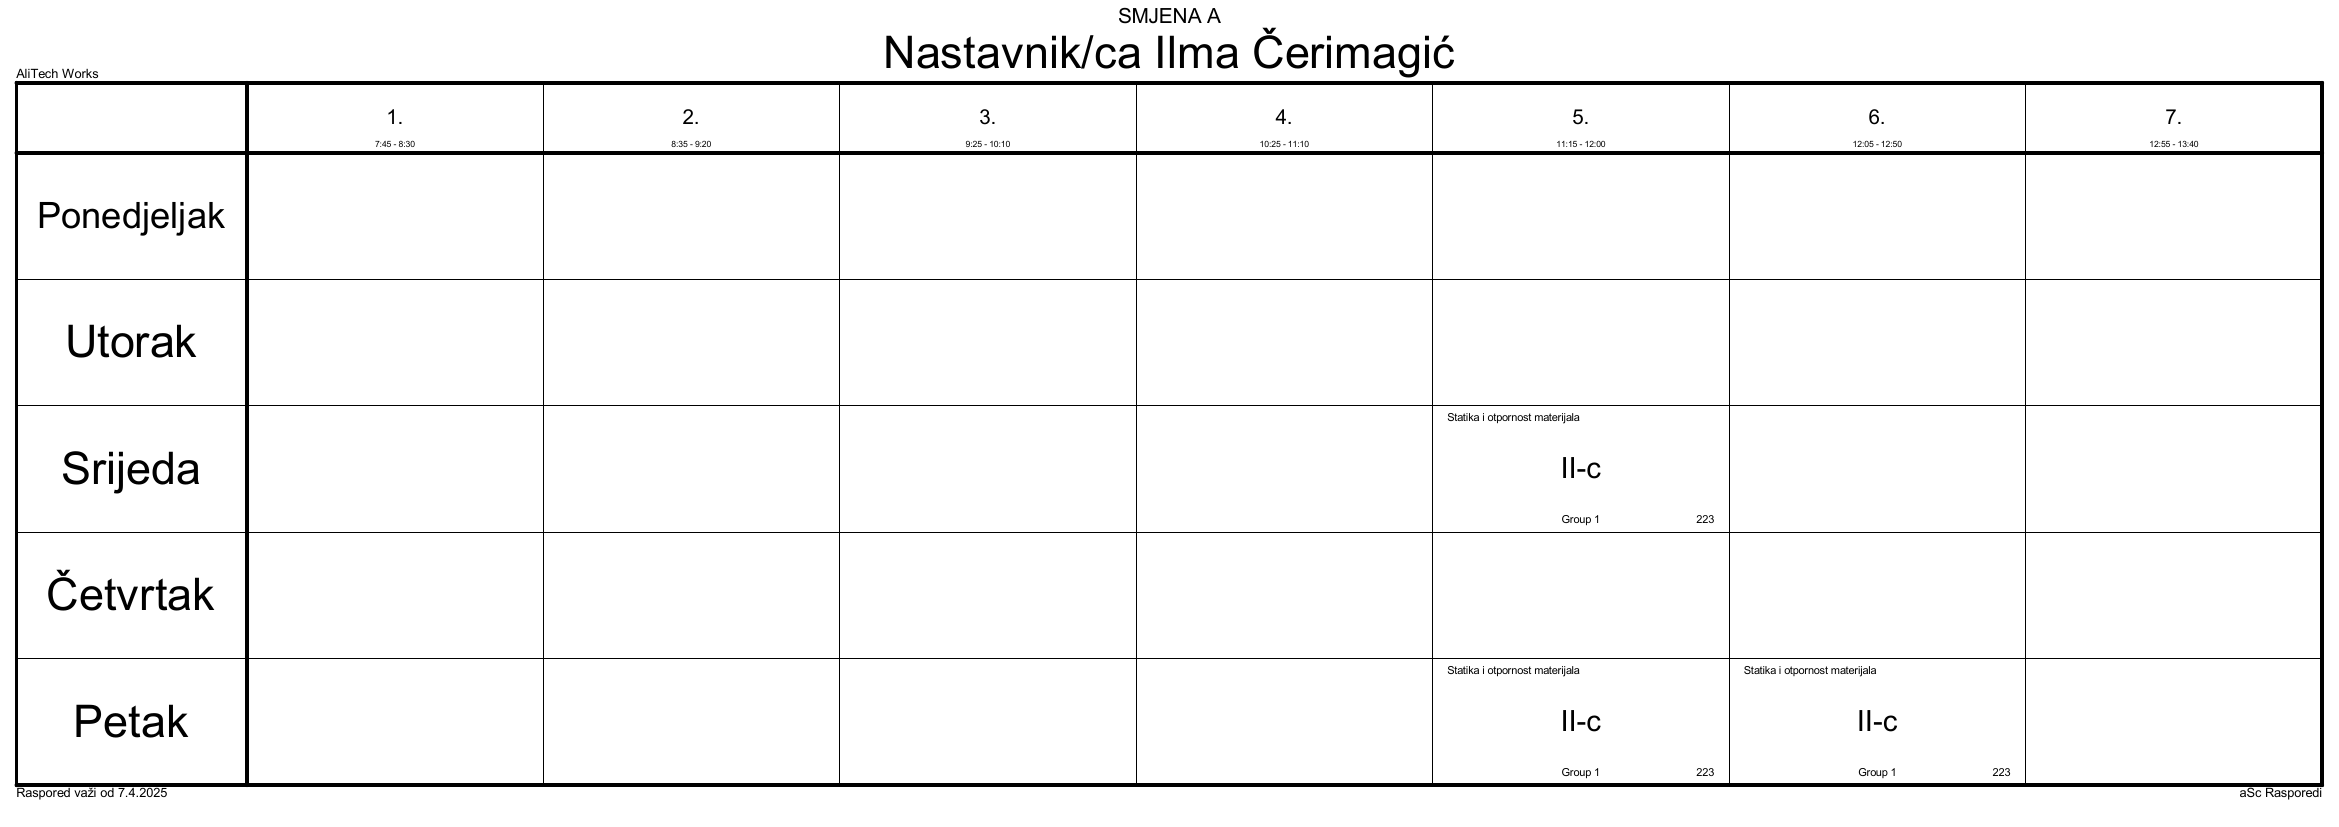 SMJENA A
Nastavnik/ca Ilma Čerimagić
AliTech Works
1. 2. 3. 4. 5. 6. 7.
7:45 - 8:30 8:35 - 9:20 9:25 - 10:10 10:25 - 11:10 11:15 - 12:00 12:05 - 12:50 12:55 - 13:40
Ponedjeljak
Utorak
Srijeda
Statika i otpornost materijala
II-c
Group 1 223
Četvrtak
Petak
Statika i otpornost materijala
II-c
Group 1 223
Statika i otpornost materijala
II-c
Group 1 223
Raspored važi od 7.4.2025
aSc Rasporedi